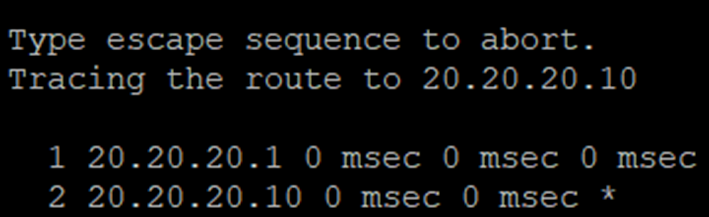 Type escape sequence to abort.
Tracing the route to 20.20.20.10
1 20.20.20.1 0 msec 0 msec 0 msec
2 20.20.20.10 0 msec 0 msec *